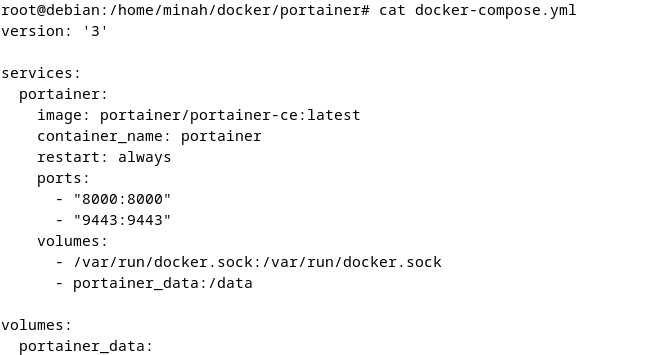 root@debian:/home/minah/docker/portainer# cat docker-compose.yml
version: '3'

services:
  portainer:
    image: portainer/portainer-ce:latest
    container_name: portainer
    restart: always
    ports:
      - "8000:8000"
      - "9443:9443"
    volumes:
      - /var/run/docker.sock:/var/run/docker.sock
      - portainer_data:/data

volumes:
  portainer_data: